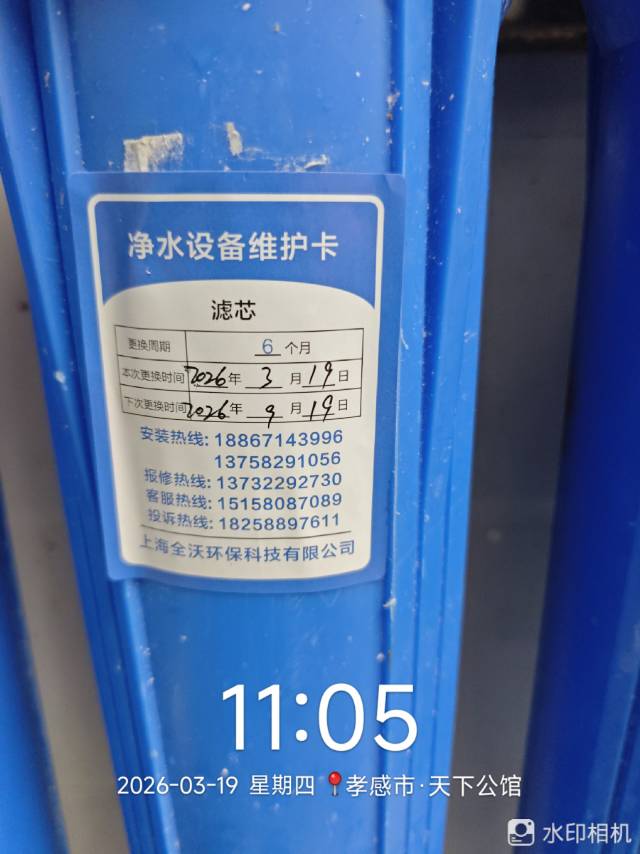 净水设备维护卡
滤芯
更换周期 6 个月
本次更换时间 2026年 3 月 19 日
下次更换时间 2026年 9 月 19 日
安装热线: 18867143996
13758291056
报修热线: 13732292730
客服热线: 15158087089
投诉热线: 18258897611
上海全沃环保科技有限公司
11:05
2026-03-19 星期四 孝感市·天下公馆
水印相机